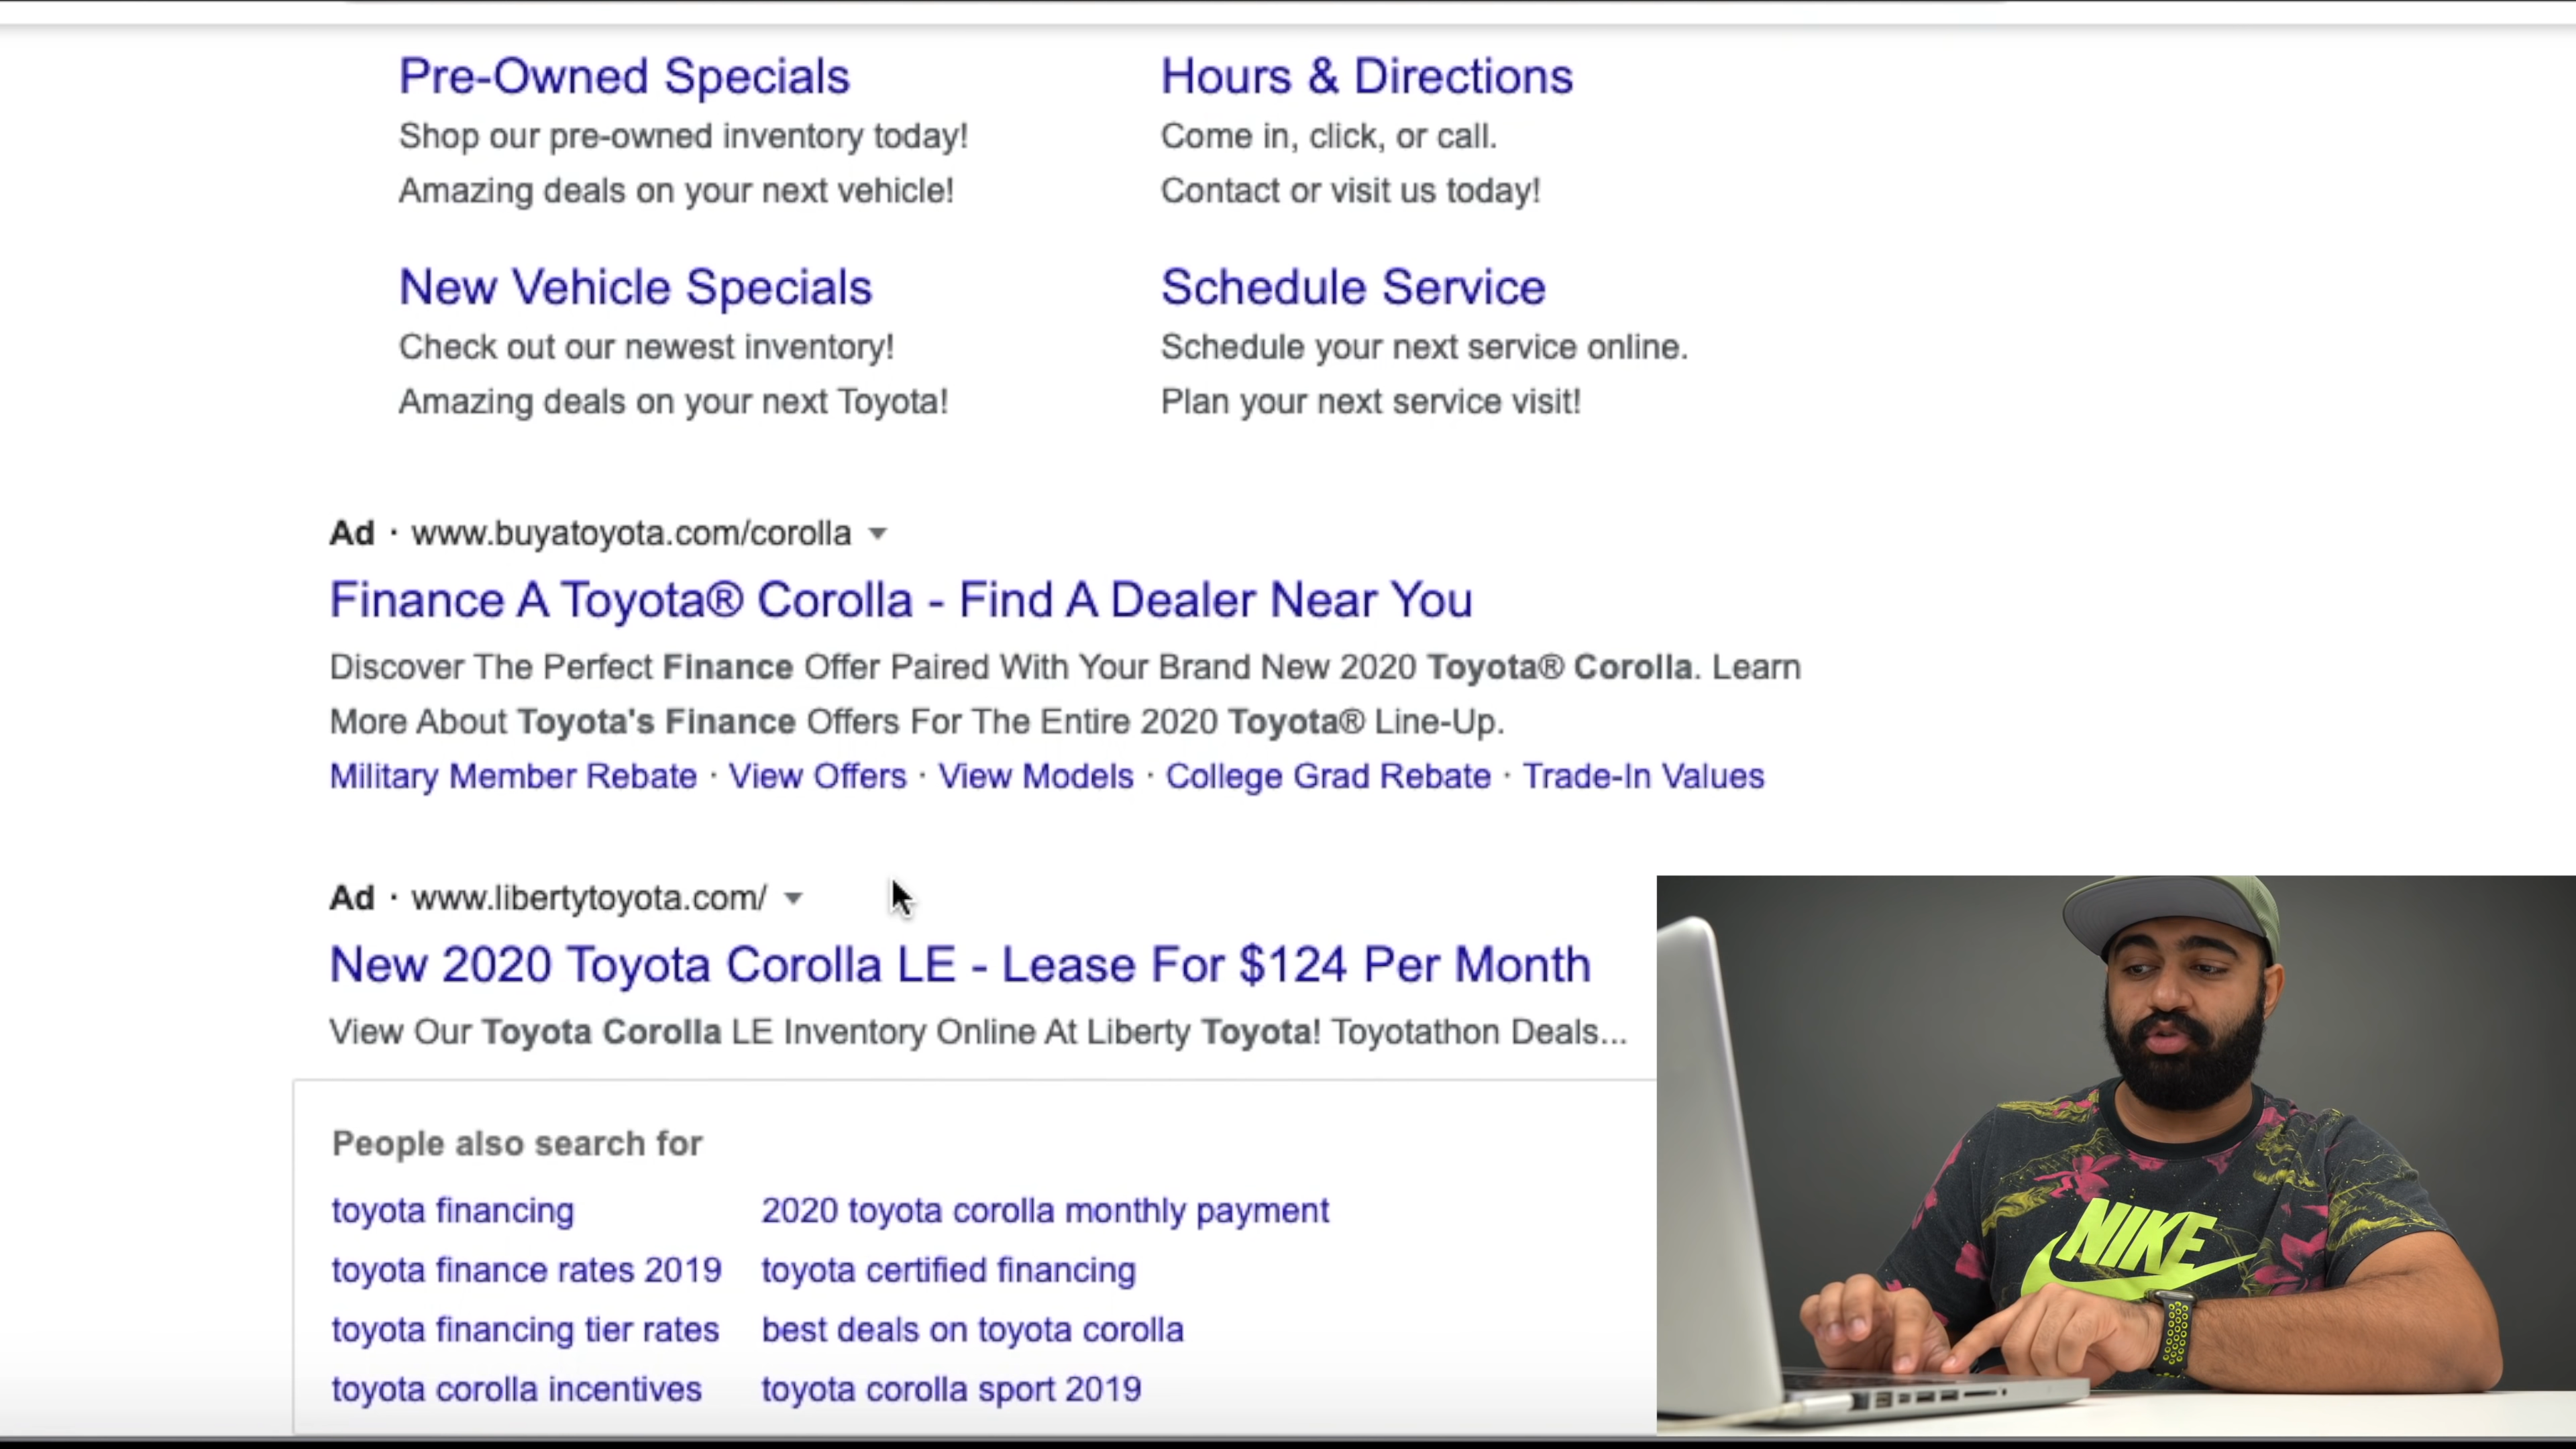 Pre-Owned Specials
Shop our pre-owned inventory today!
Amazing deals on your next vehicle!
Hours & Directions
Come in, click, or call.
Contact or visit us today!
New Vehicle Specials
Check out our newest inventory!
Amazing deals on your next Toyota!
Schedule Service
Schedule your next service online.
Plan your next service visit!
Ad · www.buyatoyota.com/corolla
Finance A Toyota® Corolla - Find A Dealer Near You
Discover The Perfect Finance Offer Paired With Your Brand New 2020 Toyota® Corolla. Learn
More About Toyota's Finance Offers For The Entire 2020 Toyota® Line-Up.
Military Member Rebate · View Offers · View Models · College Grad Rebate · Trade-In Values
Ad · www.libertytoyota.com/
New 2020 Toyota Corolla LE - Lease For $124 Per Month
View Our Toyota Corolla LE Inventory Online At Liberty Toyota! Toyotathon Deals...
People also search for
toyota financing
toyota finance rates 2019
toyota financing tier rates
toyota corolla incentives
2020 toyota corolla monthly payment
toyota certified financing
best deals on toyota corolla
toyota corolla sport 2019
NIKE